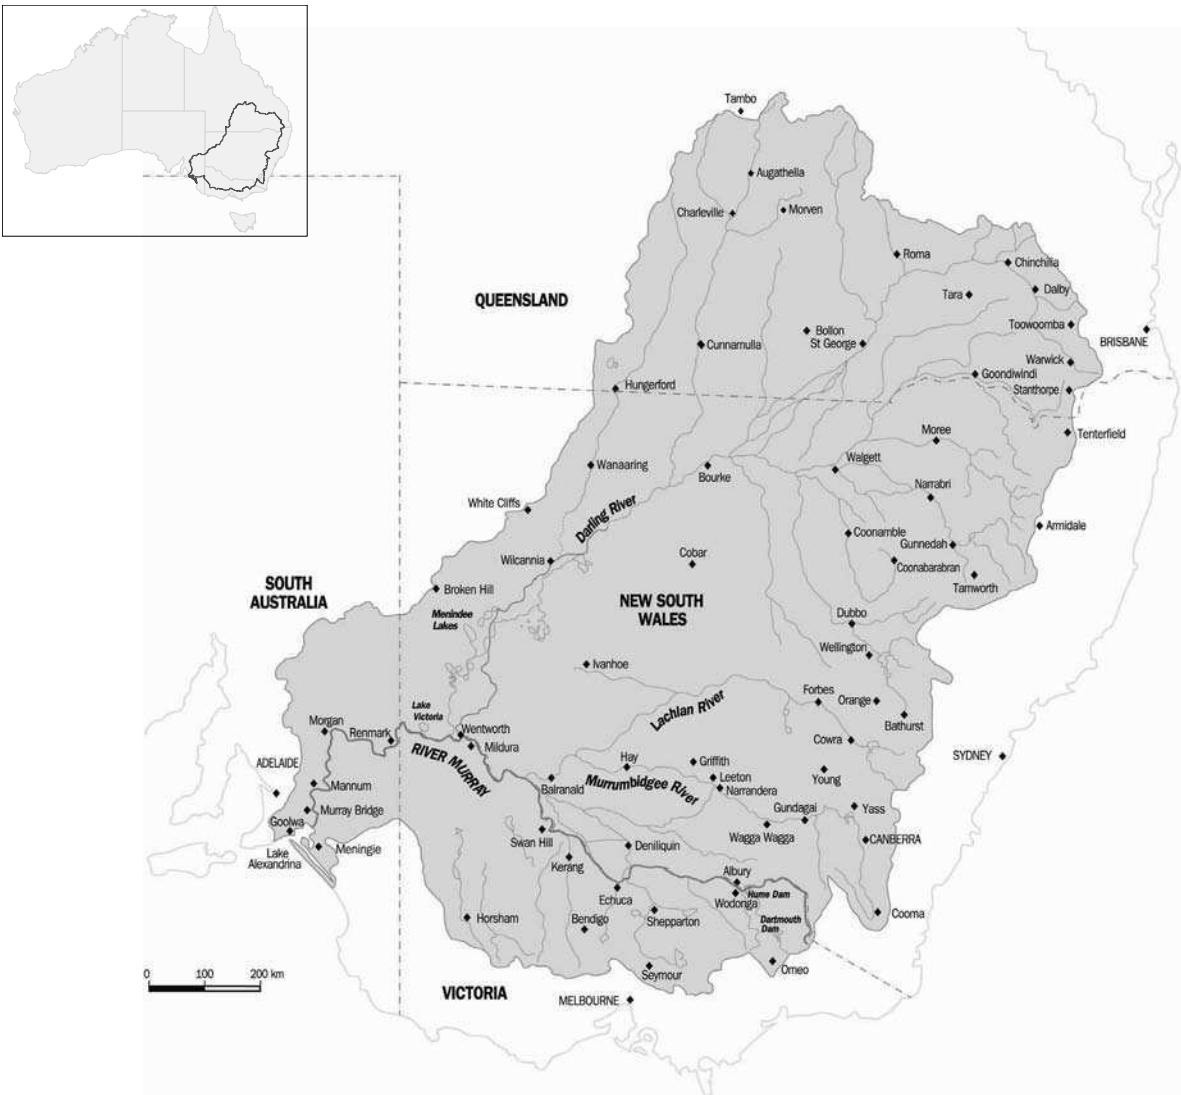 Tambo
Augathella
Charleville
Morven
Roma
Chinchilla
QUEENSLAND
Tara
Dalby
Toowoomba
BRISBANE
Bollon
St George
Cunnamulla
Warwick
Goondiwindi
Stanthorpe
Hungerford
Moree
Tenterfield
Walgett
Wanaaring
Bourke
Narrabri
White Cliffs
Darling River
Armidale
Coonamble
Gunnedah
Cobar
Wilcannia
Coonabarabran
Tamworth
SOUTH
AUSTRALIA
Broken Hill
NEW SOUTH
WALES
Menindee
Lakes
Dubbo
Wellington
Ivanhoe
Forbes
Orange
Lachlan River
Bathurst
Lake
Victoria
Morgan
Renmark
Wentworth
Mildura
Cowra
SYDNEY
RIVER MURRAY
ADELAIDE
Hay
Griffith
Leeton
Narrandera
Young
Mannum
Balranald
Murrumbidgee River
Murray Bridge
Gundagai
Yass
Goolwa
Wagga Wagga
CANBERRA
Swan Hill
Deniliquin
Lake
Alexandrina
Meningie
Kerang
Albury
Hume Dam
Wodonga
Echuca
Cooma
Horsham
Bendigo
Shepparton
Dartmouth
Dam
Omeo
Seymour
0 100 200 km
VICTORIA
MELBOURNE